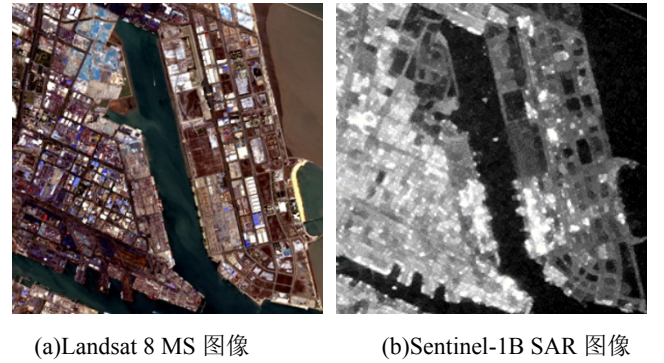 (a)Landsat 8 MS 图像
(b)Sentinel-1B SAR 图像